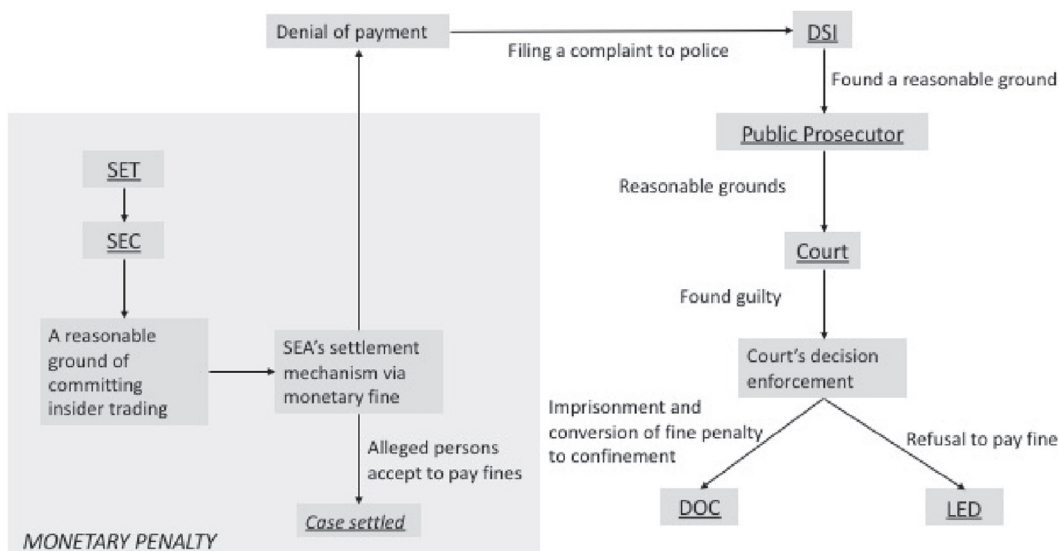 Denial of payment
Filing a complaint to police
DSI
Found a reasonable ground
Public Prosecutor
Reasonable grounds
Court
Found guilty
Court's decision
enforcement
Imprisonment and
conversion of fine penalty
to confinement
Refusal to pay fine
DOC
LED
SET
SEC
A reasonable
ground of
committing
insider trading
SEA's settlement
mechanism via
monetary fine
Alleged persons
accept to pay fines
Case settled
MONETARY PENALTY